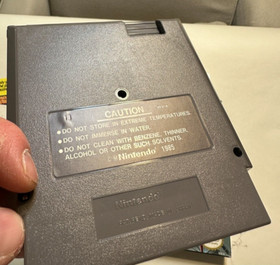 CAUTION
•DO NOT STORE IN EXTREME TEMPERATURES.
•DO NOT IMMERSE IN WATER.
•DO NOT CLEAN WITH BENZENE, THINNER,
ALCOHOL OR OTHER SUCH SOLVENTS.
©Nintendo 1985
Nintendo